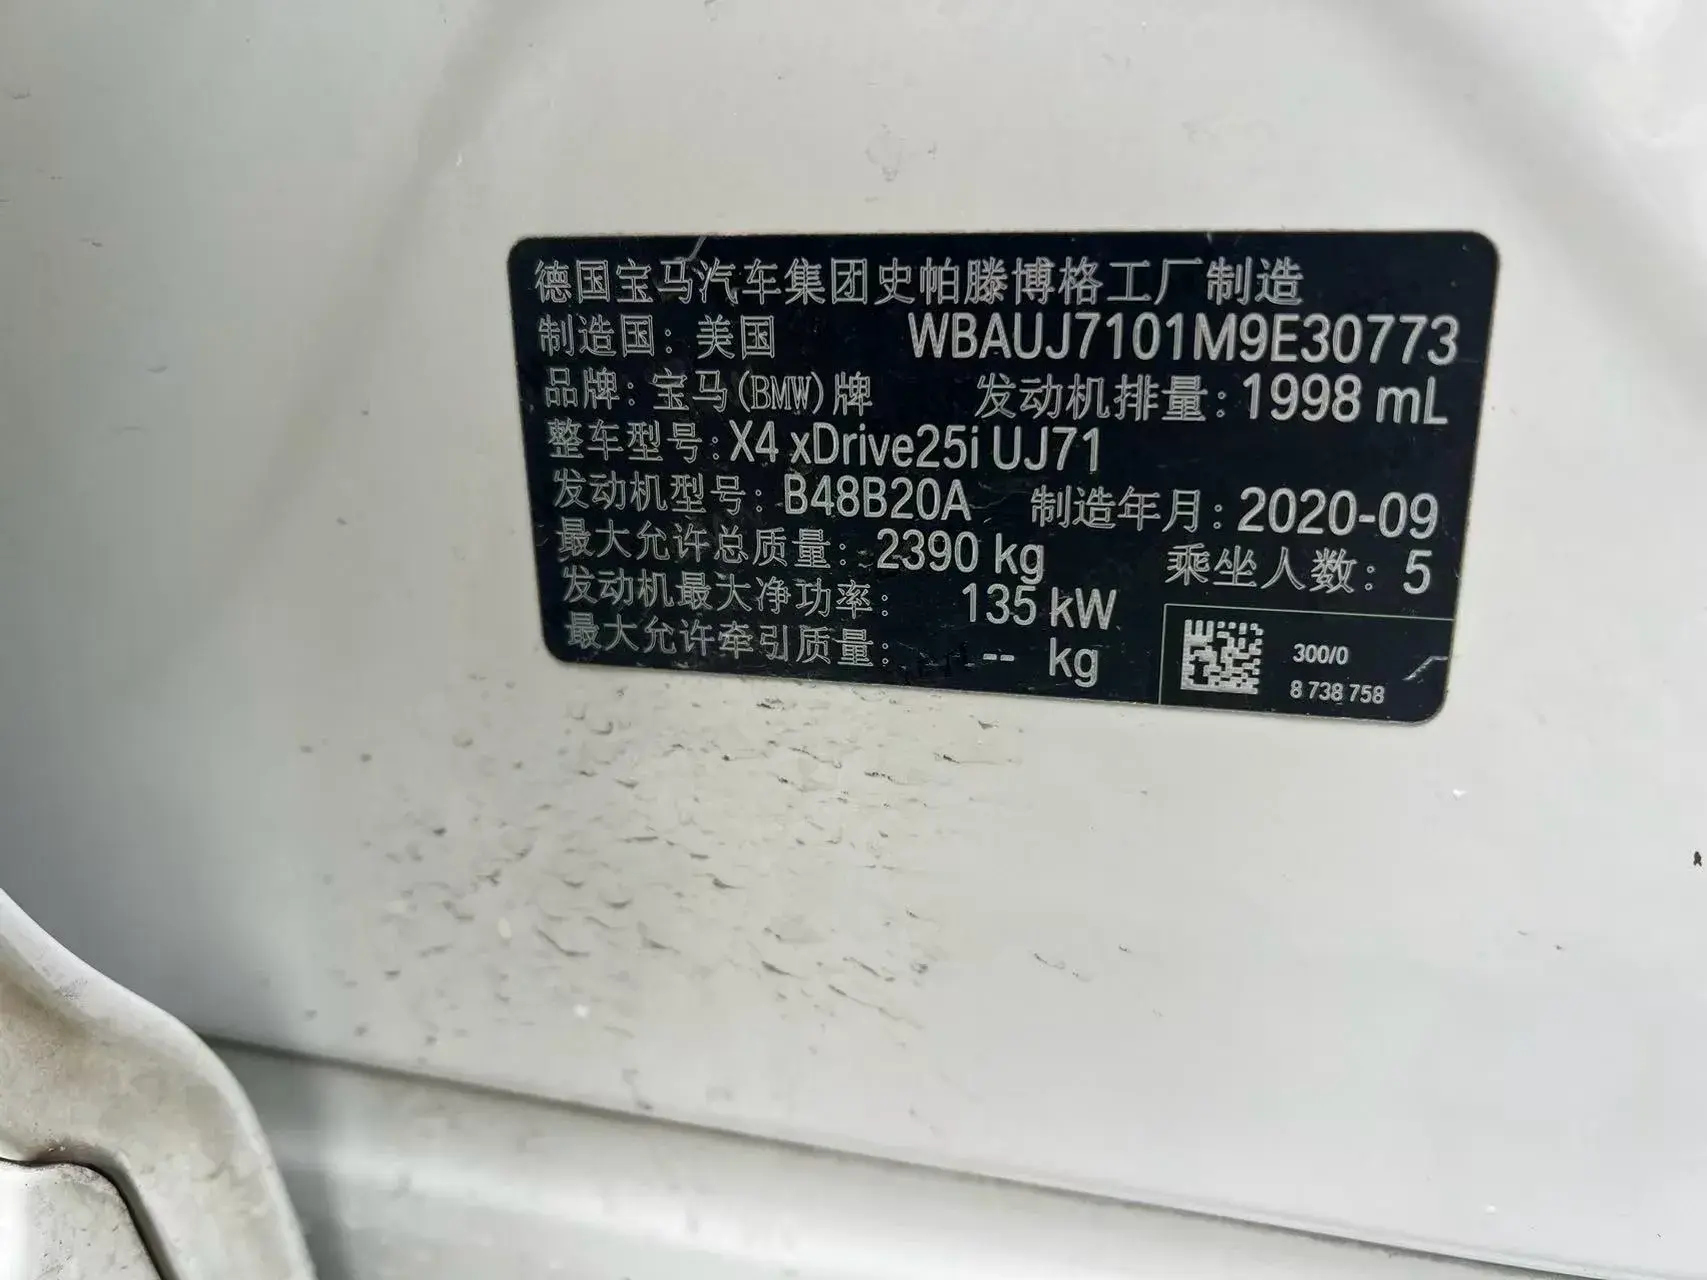 德国宝马汽车集团史帕滕博格工厂制造
制造国：美国 WBAUJ7101M9E30773
品牌：宝马(BMW)牌 发动机排量：1998 mL
整车型号：X4 xDrive25i UJ71
发动机型号：B48B20A 制造年月：2020-09
最大允许总质量：2390 kg 乘坐人数：5
发动机最大净功率：135 kW
最大允许牵引质量：-- kg
300/0
8 738 758